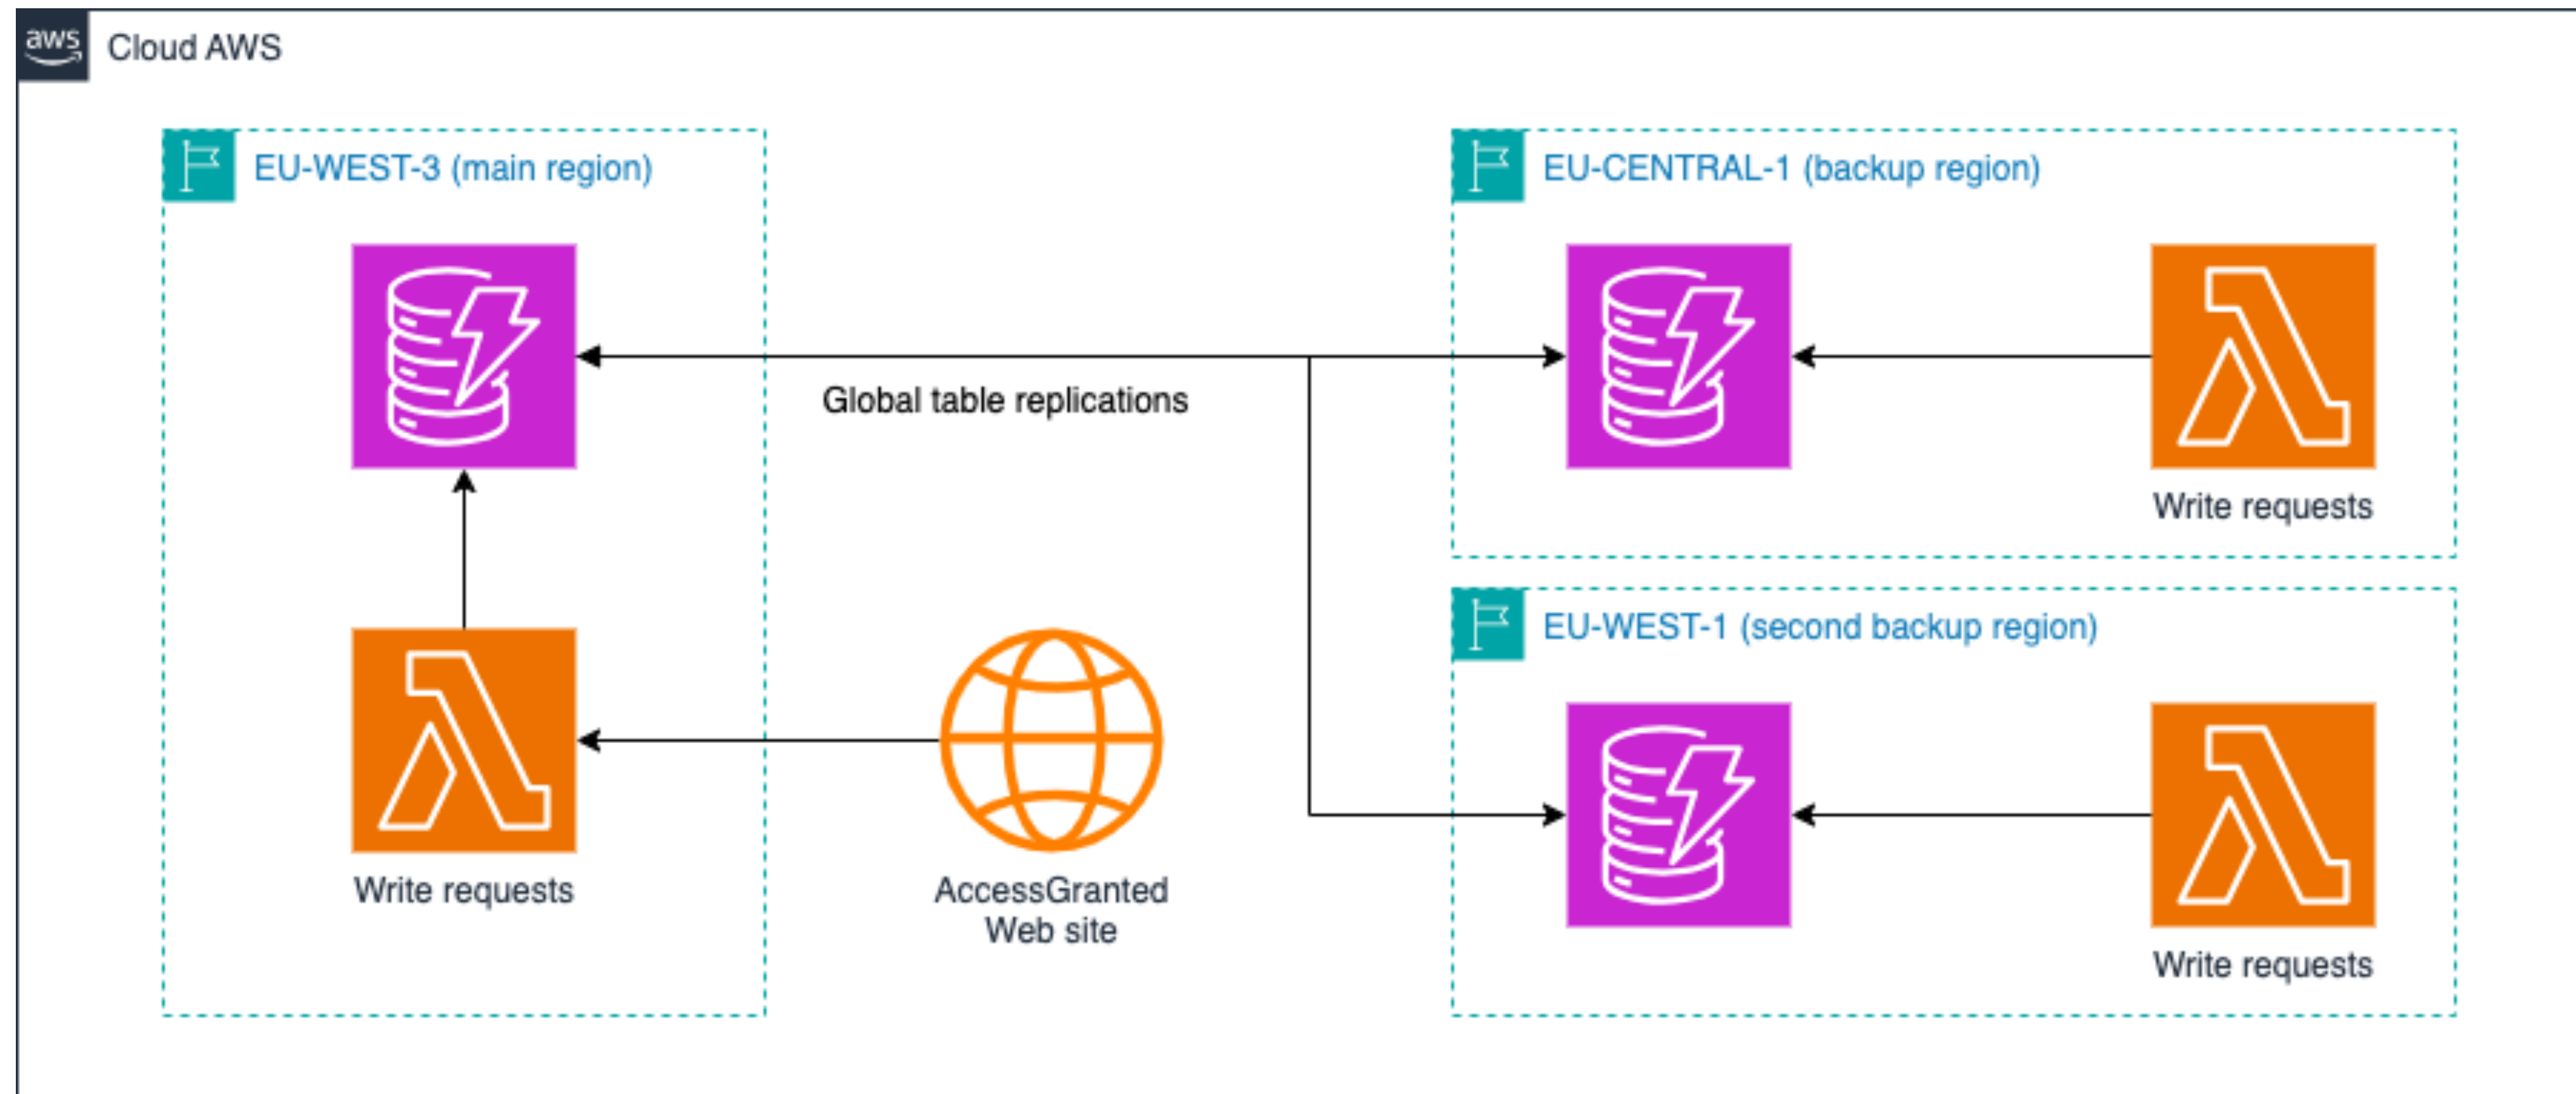 aws
Cloud AWS
EU-WEST-3 (main region)
EU-CENTRAL-1 (backup region)
Global table replications
Write requests
EU-WEST-1 (second backup region)
Write requests
AccessGranted
Web site
Write requests